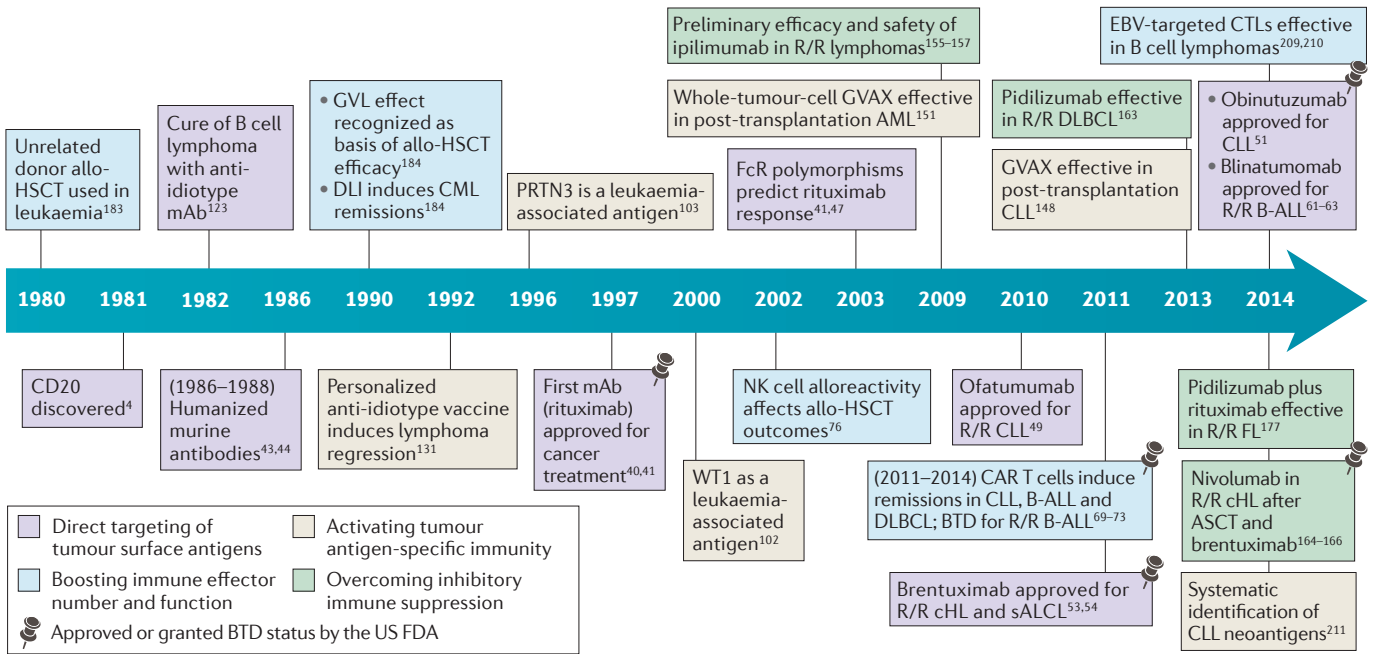 Preliminary efficacy and safety of
ipilimumab in R/R lymphomas155–157
EBV-targeted CTLs effective
in B cell lymphomas209,210
Unrelated
donor allo-
HSCT used in
leukaemia183
Cure of B cell
lymphoma
with anti-
idiotype
mAb123
• GVL effect
recognized as
basis of allo-HSCT
efficacy184
• DLI induces CML
remissions184
PRTN3 is a leukaemia-
associated antigen103
Whole-tumour-cell GVAX effective
in post-transplantation AML151
FcR polymorphisms
predict rituximab
response41,47
Pidilizumab effective
in R/R DLBCL163
GVAX effective in
post-transplantation
CLL148
• Obinutuzumab
approved for
CLL51
• Blinatumomab
approved for
R/R B-ALL61–63
1980 1981 1982 1986 1990 1992 1996 1997 2000 2002 2003 2009 2010 2011 2013 2014
CD20
discovered4
(1986–1988)
Humanized
murine
antibodies43,44
Personalized
anti-idiotype vaccine
induces lymphoma
regression131
First mAb
(rituximab)
approved for
cancer
treatment40,41
WT1 as a
leukaemia-
associated
antigen102
NK cell alloreactivity
affects allo-HSCT
outcomes76
Ofatumumab
approved for
R/R CLL49
(2011–2014) CAR T cells induce
remissions in CLL, B-ALL and
DLBCL; BTD for R/R B-ALL69–73
Brentuximab approved for
R/R cHL and sALCL53,54
Pidilizumab plus
rituximab effective
in R/R FL177
Nivolumab in
R/R cHL after
ASCT and
brentuximab164–166
Systematic
identification of
CLL neoantigens211
Direct targeting of
tumour surface antigens
Activating tumour
antigen-specific immunity
Boosting immune effector
number and function
Overcoming inhibitory
immune suppression
Approved or granted BTD status by the US FDA